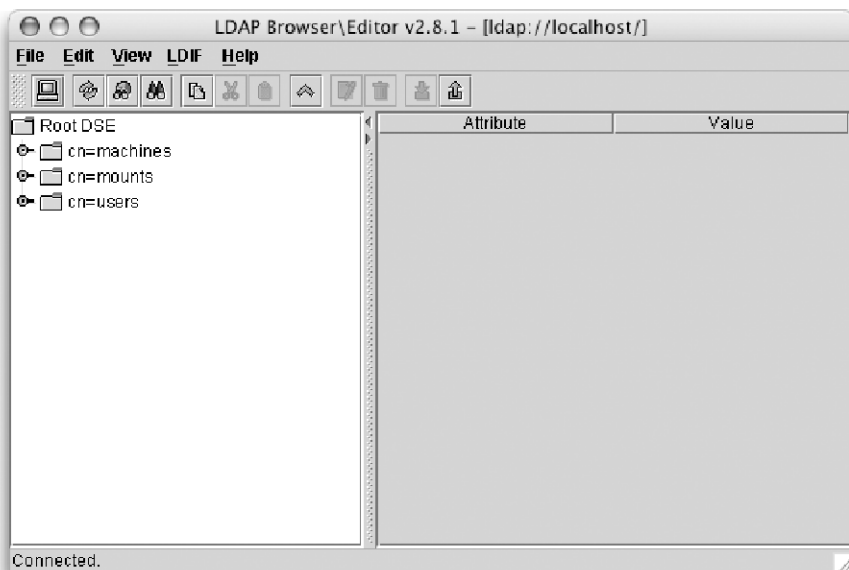 LDAP Browser\Editor v2.8.1 – [ldap://localhost/]
File Edit View LDIF Help
Root DSE
Attribute Value
cn=machines
cn=mounts
cn=users
Connected.